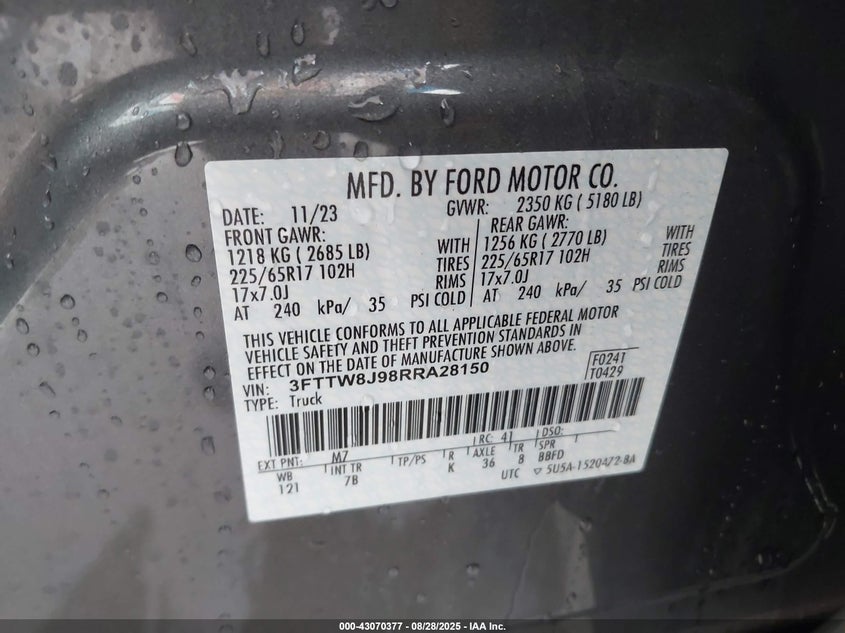 MFD. BY FORD MOTOR CO.
DATE: 11/23 GVWR: 2350 KG ( 5180 LB)
FRONT GAWR: REAR GAWR:
1218 KG ( 2685 LB) WITH 1256 KG ( 2770 LB) WITH
225/65R17 102H TIRES 225/65R17 102H TIRES
17x7.0J RIMS 17x7.0J RIMS
AT 240 kPa/ 35 PSI COLD AT 240 kPa/ 35 PSI COLD
THIS VEHICLE CONFORMS TO ALL APPLICABLE FEDERAL MOTOR
VEHICLE SAFETY AND THEFT PREVENTION STANDARDS IN
EFFECT ON THE DATE OF MANUFACTURE SHOWN ABOVE.
VIN: 3FTTW8J98RRA28150 F0241
TYPE: Truck T0429
EXT PNT: M7 RC: 41 DSO:
WB INT TR TP/PS R AXLE TR SPR
121 7B K 36 8 BBFD
UTC ▽ 5U5A-1520472-BA
000-43070377 - 08/28/2025 - IAA Inc.